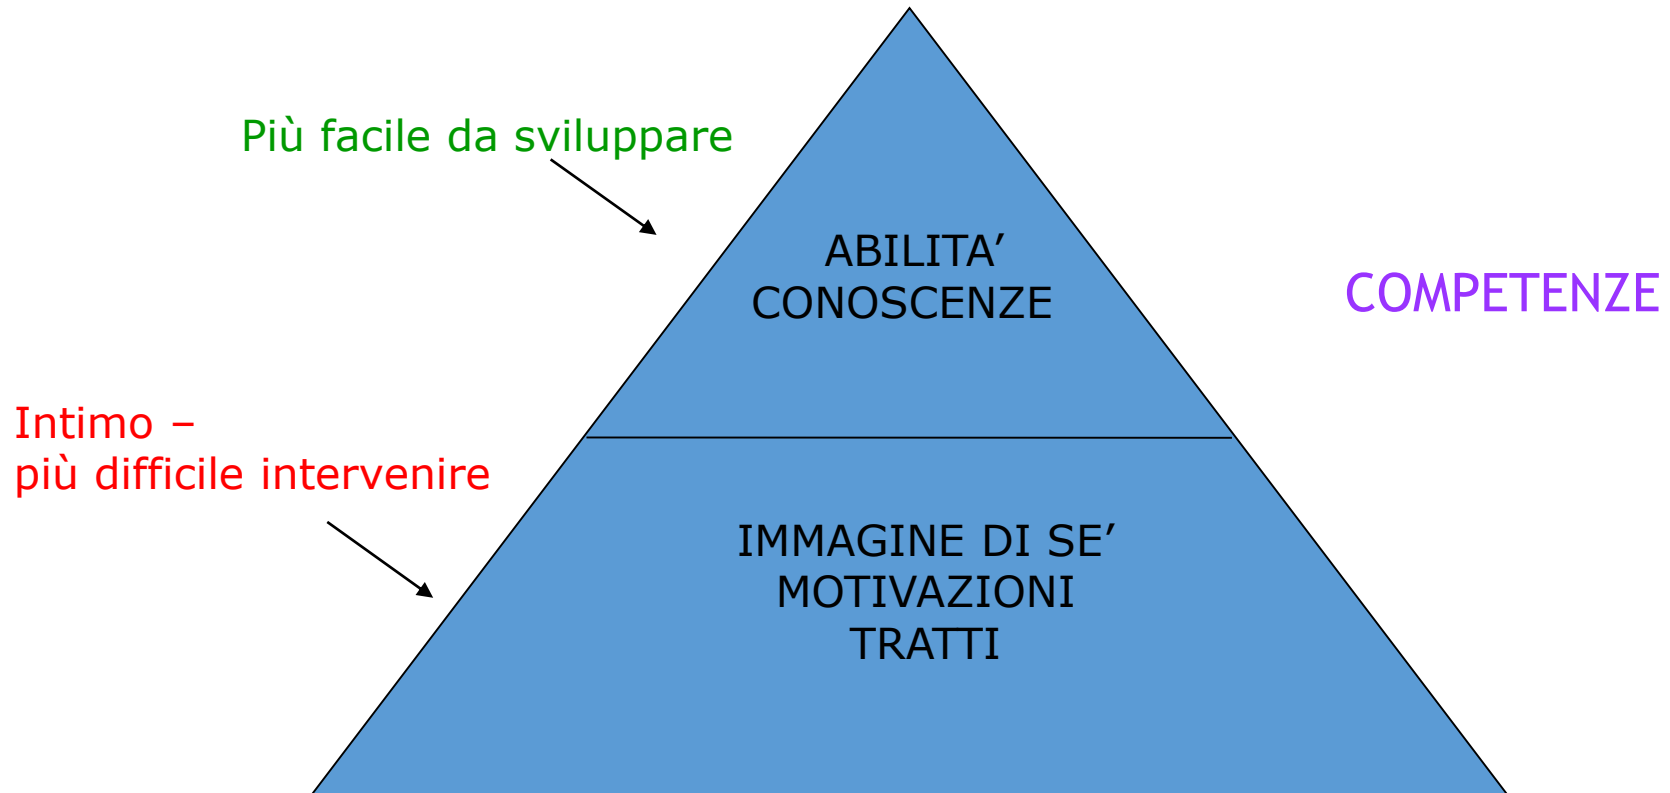 Più facile da sviluppare
ABILITA’
CONOSCENZE
COMPETENZE
Intimo –
più difficile intervenire
IMMAGINE DI SE’
MOTIVAZIONI
TRATTI